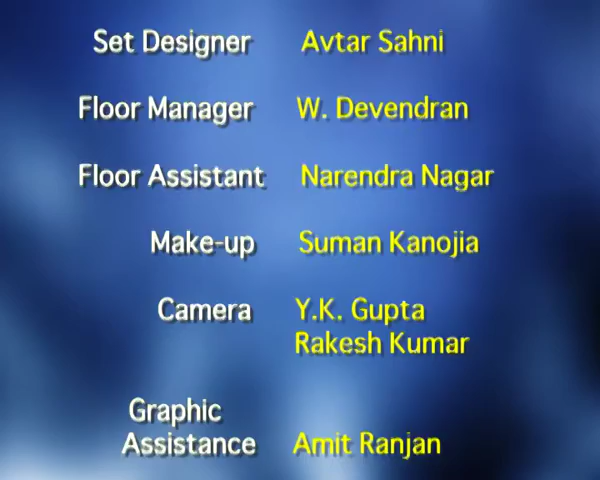 Set Designer Avtar Sahni
Floor Manager W. Devendran
Floor Assistant Narendra Nagar
Make-up Suman Kanojia
Camera Y.K. Gupta
Rakesh Kumar
Graphic
Assistance Amit Ranjan